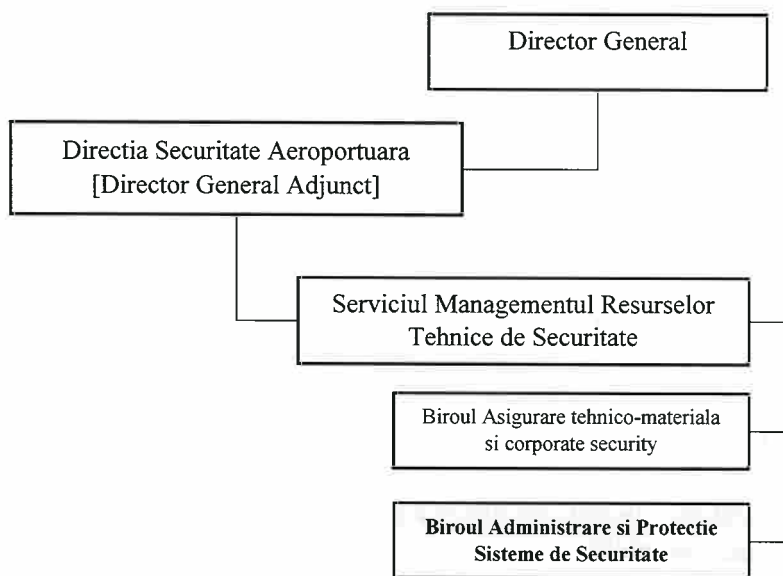 Director General
Directia Securitate Aeroportuara
[Director General Adjunct]
Serviciul Managementul Resurselor
Tehnice de Securitate
Biroul Asigurare tehnico-materiala
si corporate security
Biroul Administrare si Protectie
Sisteme de Securitate